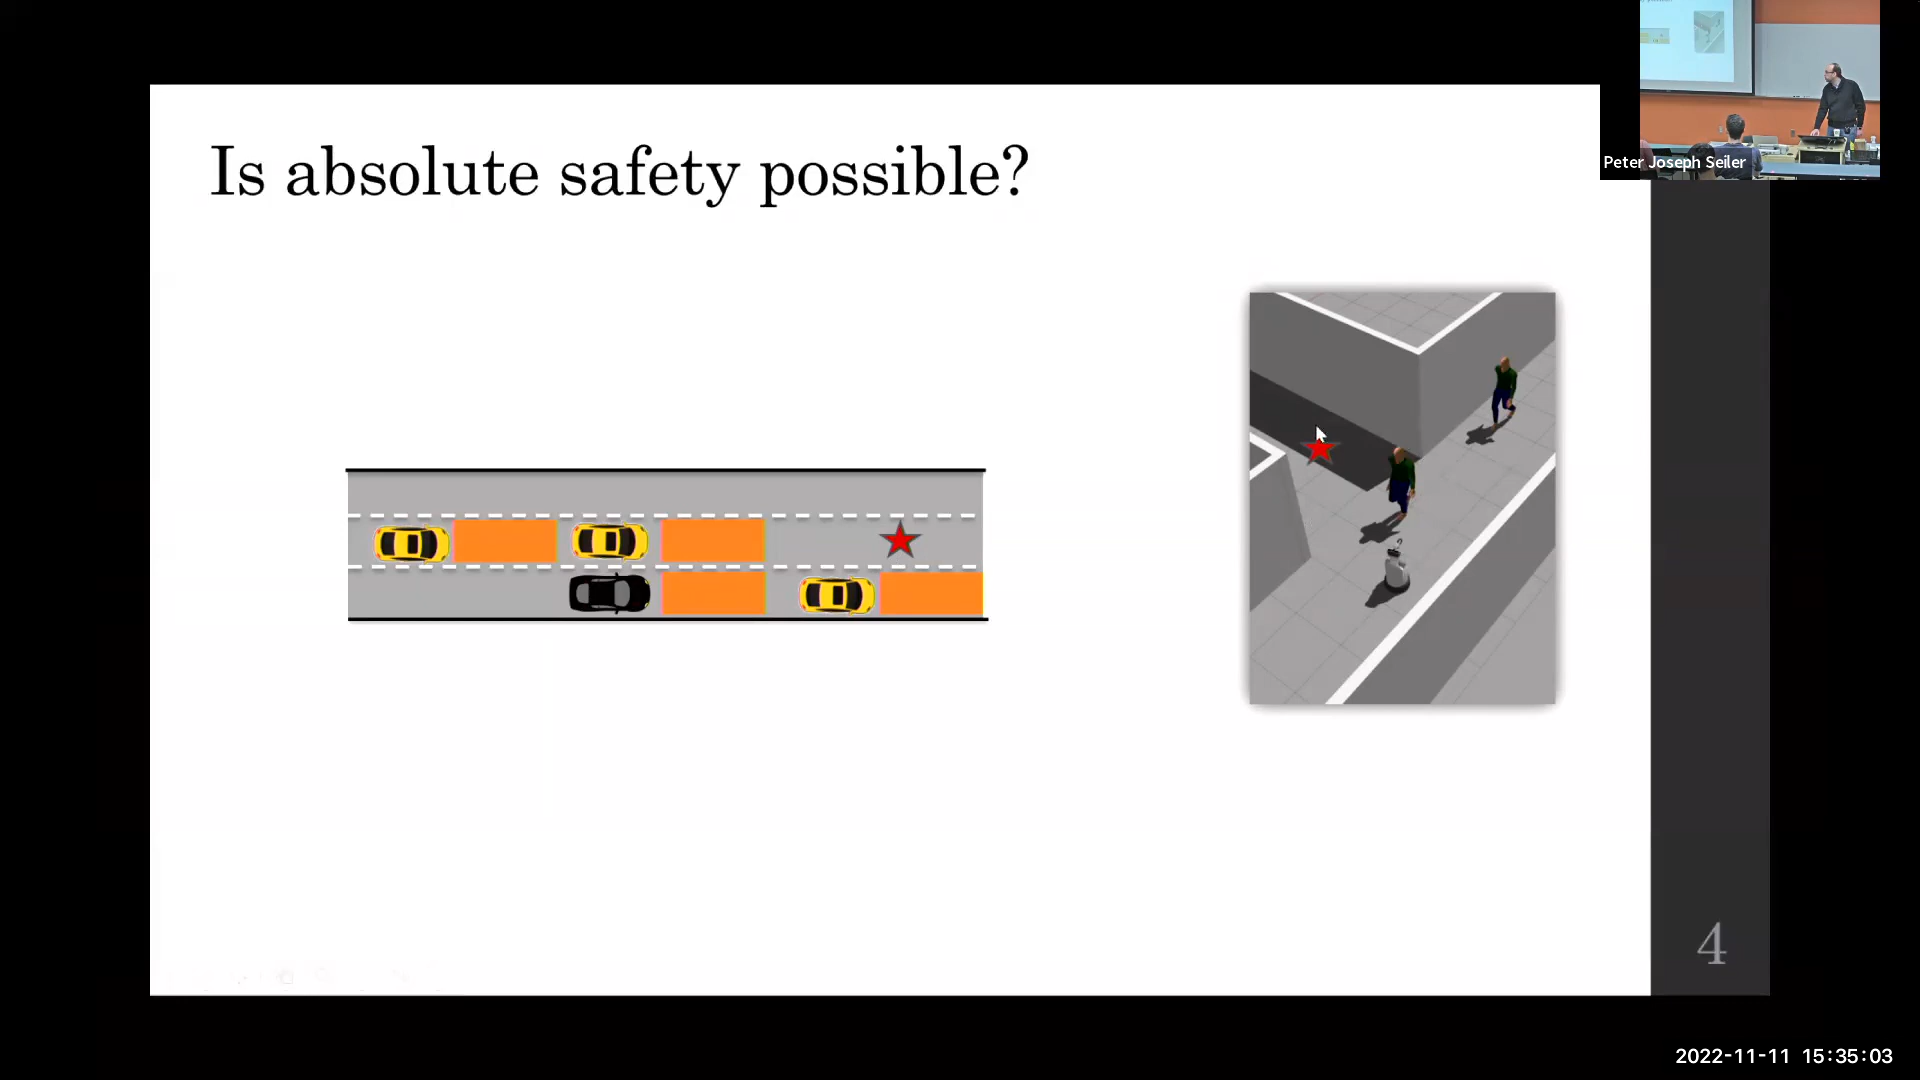 Is absolute safety possible?
Peter Joseph Seiler
4
2022-11-11 15:35:03